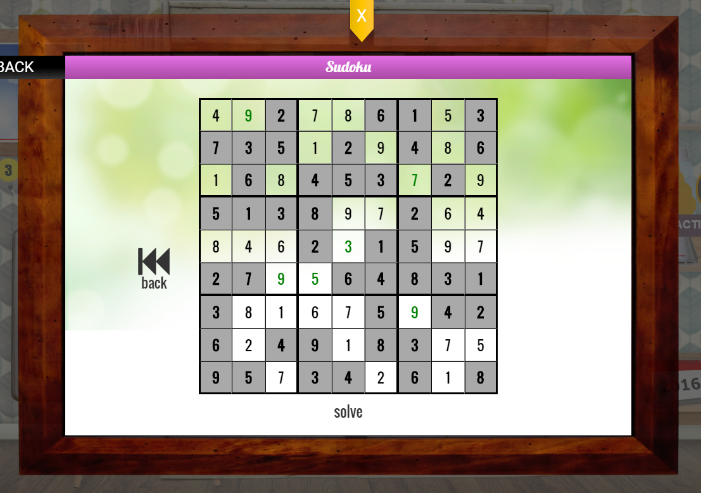 X
BACK
Sudoku
3
4 9 2 7 8 6 1 5 3
7 3 5 1 2 9 4 8 6
1 6 8 4 5 3 7 2 9
5 1 3 8 9 7 2 6 4
8 4 6 2 3 1 5 9 7
2 7 9 5 6 4 8 3 1
3 8 1 6 7 5 9 4 2
6 2 4 9 1 8 3 7 5
9 5 7 3 4 2 6 1 8
back
solve
ACTI
016